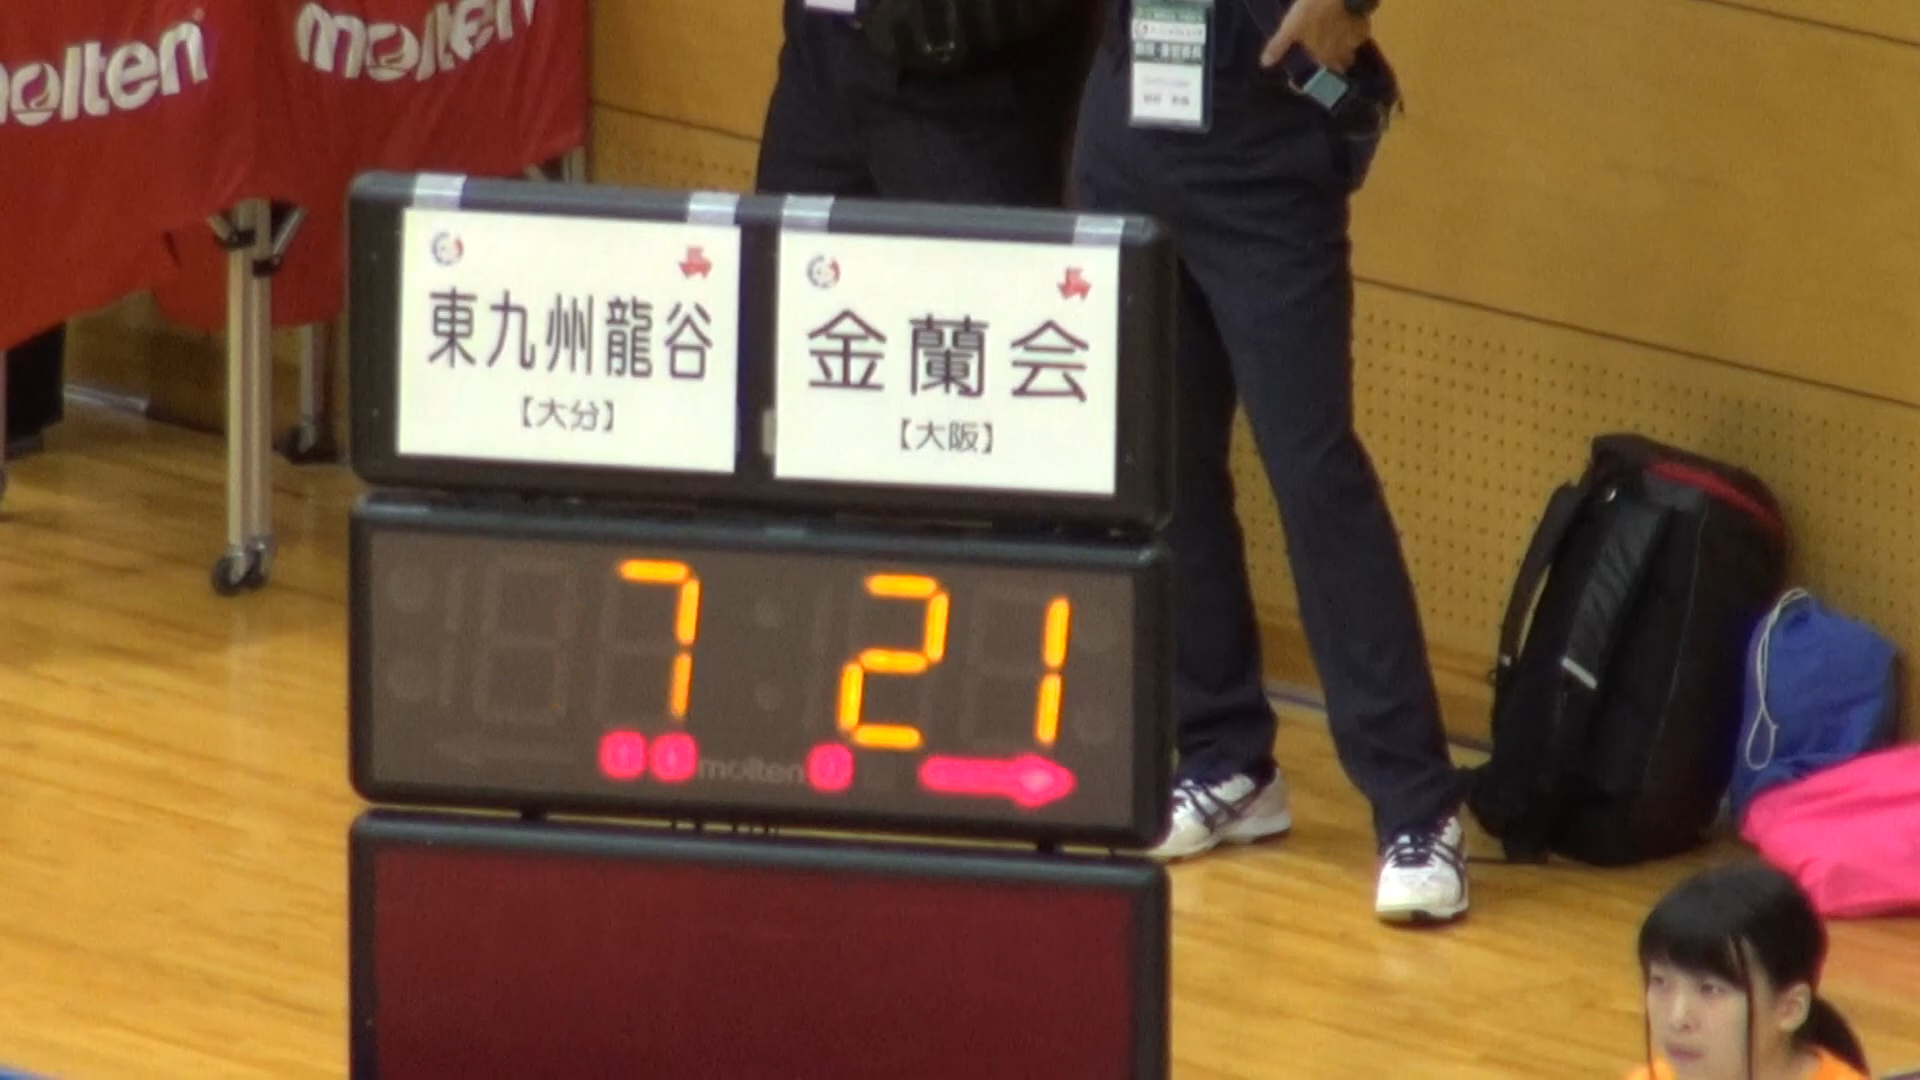 molten
molten
東九州龍谷
【大分】
金蘭会
【大阪】
7 21
molten